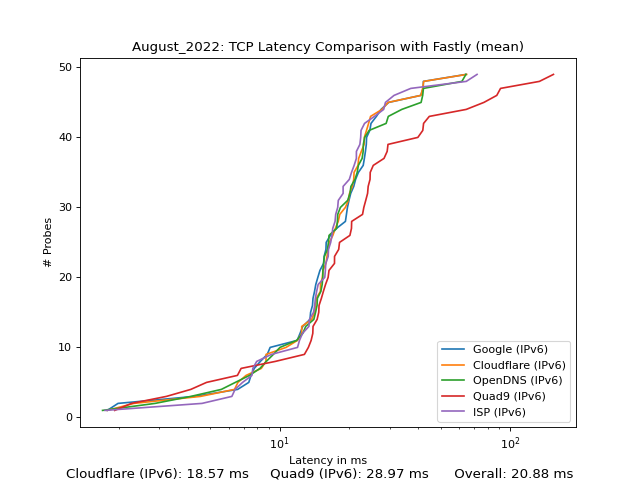 August_2022: TCP Latency Comparison with Fastly (mean)
50
40
30
20
10
0
# Probes
Google (IPv6)
Cloudflare (IPv6)
OpenDNS (IPv6)
Quad9 (IPv6)
ISP (IPv6)
10¹ 10²
Latency in ms
Cloudflare (IPv6): 18.57 ms Quad9 (IPv6): 28.97 ms Overall: 20.88 ms